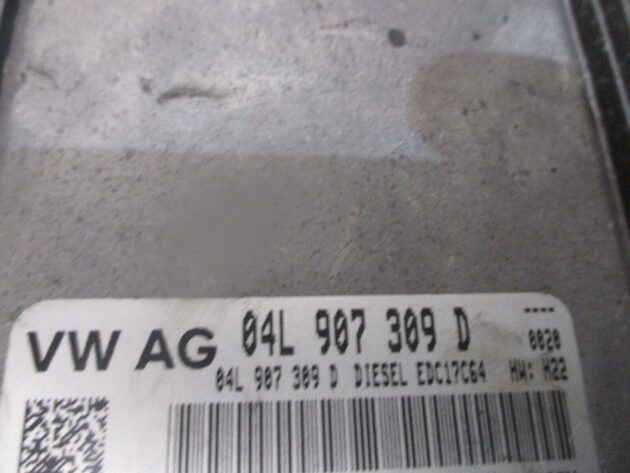 VW AG 04L 907 309 D ----
0020
04L 907 309 D DIESEL EDC17C64 HW: H22